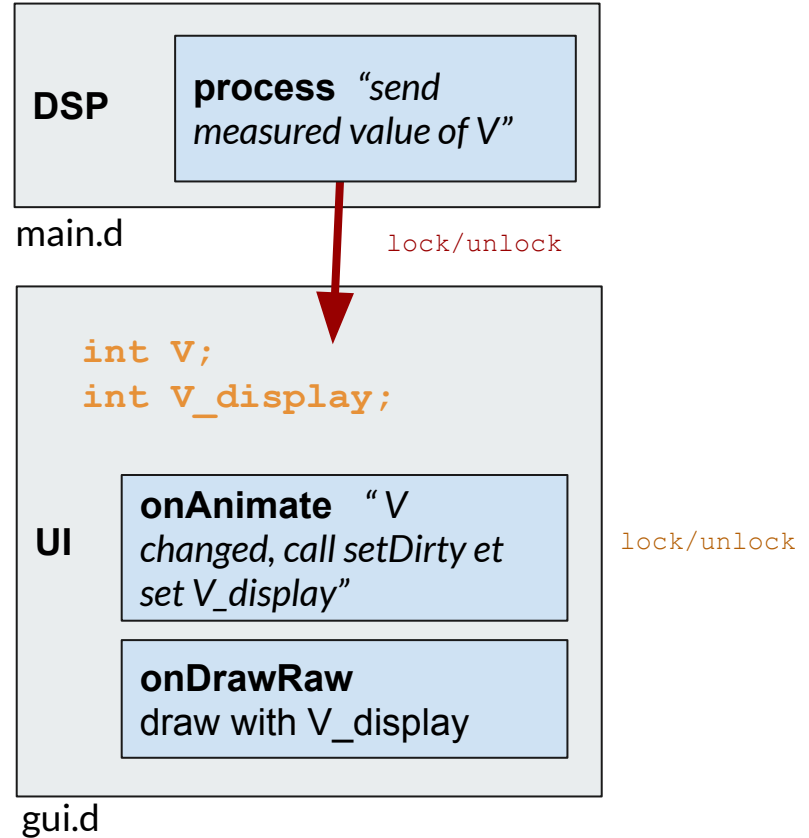 DSP
process “send
measured value of V”
main.d
lock/unlock
int V;
int V_display;
UI
onAnimate “ V
changed, call setDirty et
set V_display”
lock/unlock
onDrawRaw
draw with V_display
gui.d